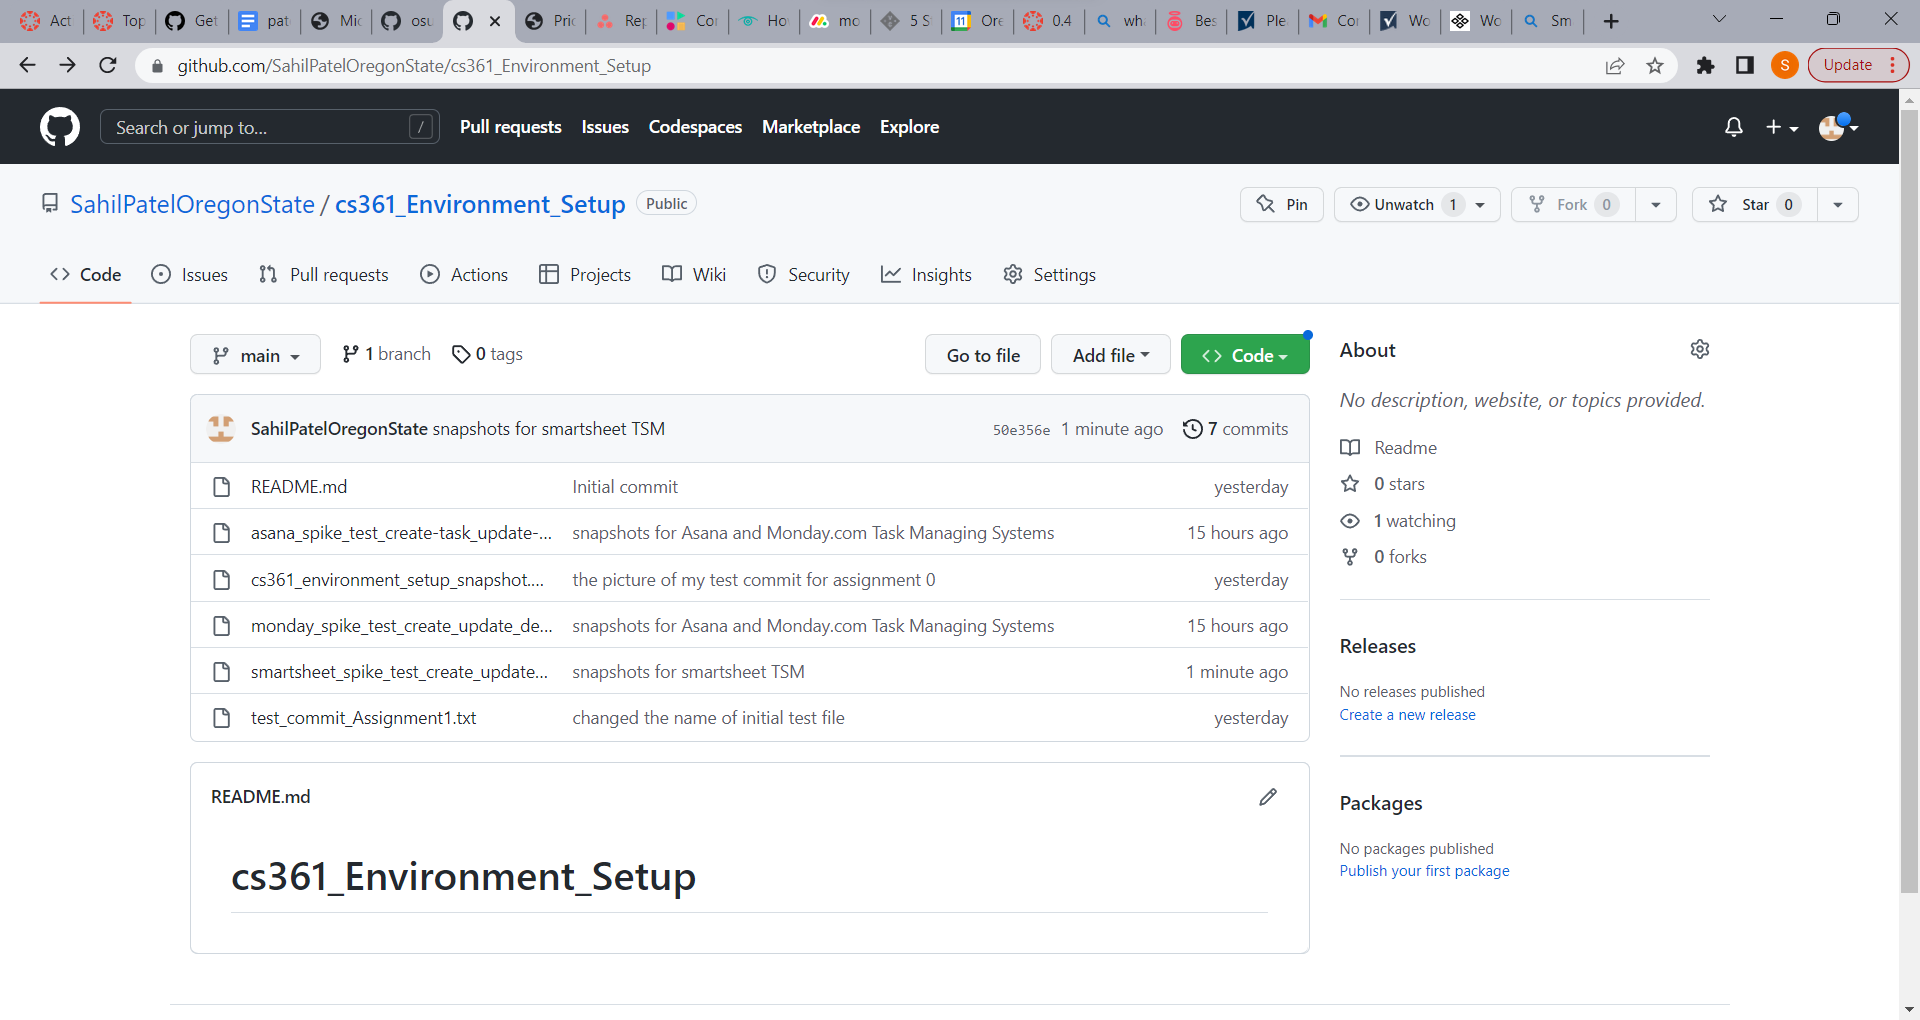 Act
Top
Get
pat
Mic
osu
Pric
Rep
Cor
Hov
mo
5 S
Ore
0.4
wh
Bes
Ple
Cor
Wo
Wo
Sm
github.com/SahilPatelOregonState/cs361_Environment_Setup
S
Update
Search or jump to...
/
Pull requests
Issues
Codespaces
Marketplace
Explore
SahilPatelOregonState / cs361_Environment_Setup
Public
Pin
Unwatch 1
Fork 0
Star 0
Code
Issues
Pull requests
Actions
Projects
Wiki
Security
Insights
Settings
main
1 branch
0 tags
Go to file
Add file
Code
SahilPatelOregonState snapshots for smartsheet TSM
50e356e 1 minute ago
7 commits
README.md
Initial commit
yesterday
asana_spike_test_create-task_update-...
snapshots for Asana and Monday.com Task Managing Systems
15 hours ago
cs361_environment_setup_snapshot....
the picture of my test commit for assignment 0
yesterday
monday_spike_test_create_update_de...
snapshots for Asana and Monday.com Task Managing Systems
15 hours ago
smartsheet_spike_test_create_update...
snapshots for smartsheet TSM
1 minute ago
test_commit_Assignment1.txt
changed the name of initial test file
yesterday
README.md
cs361_Environment_Setup
About
No description, website, or topics provided.
Readme
0 stars
1 watching
0 forks
Releases
No releases published
Create a new release
Packages
No packages published
Publish your first package